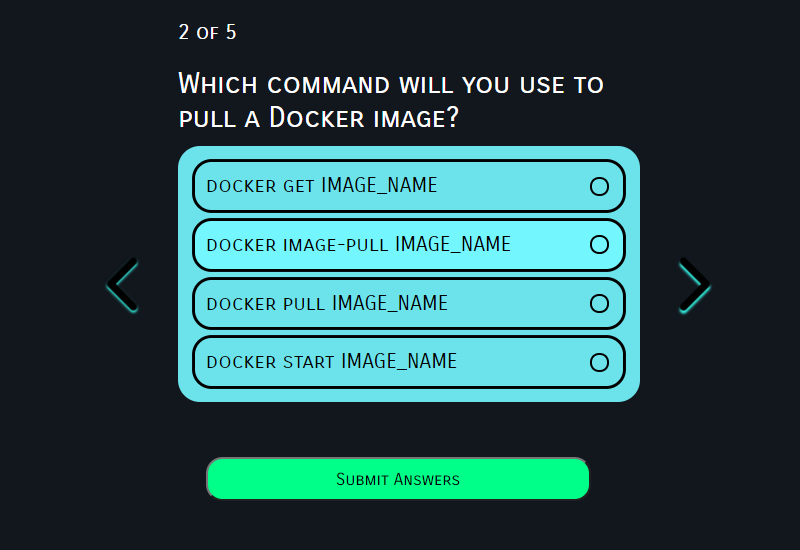 2 of 5
Which command will you use to
pull a Docker image?
docker get IMAGE_NAME
docker image-pull IMAGE_NAME
docker pull IMAGE_NAME
docker start IMAGE_NAME
Submit Answers